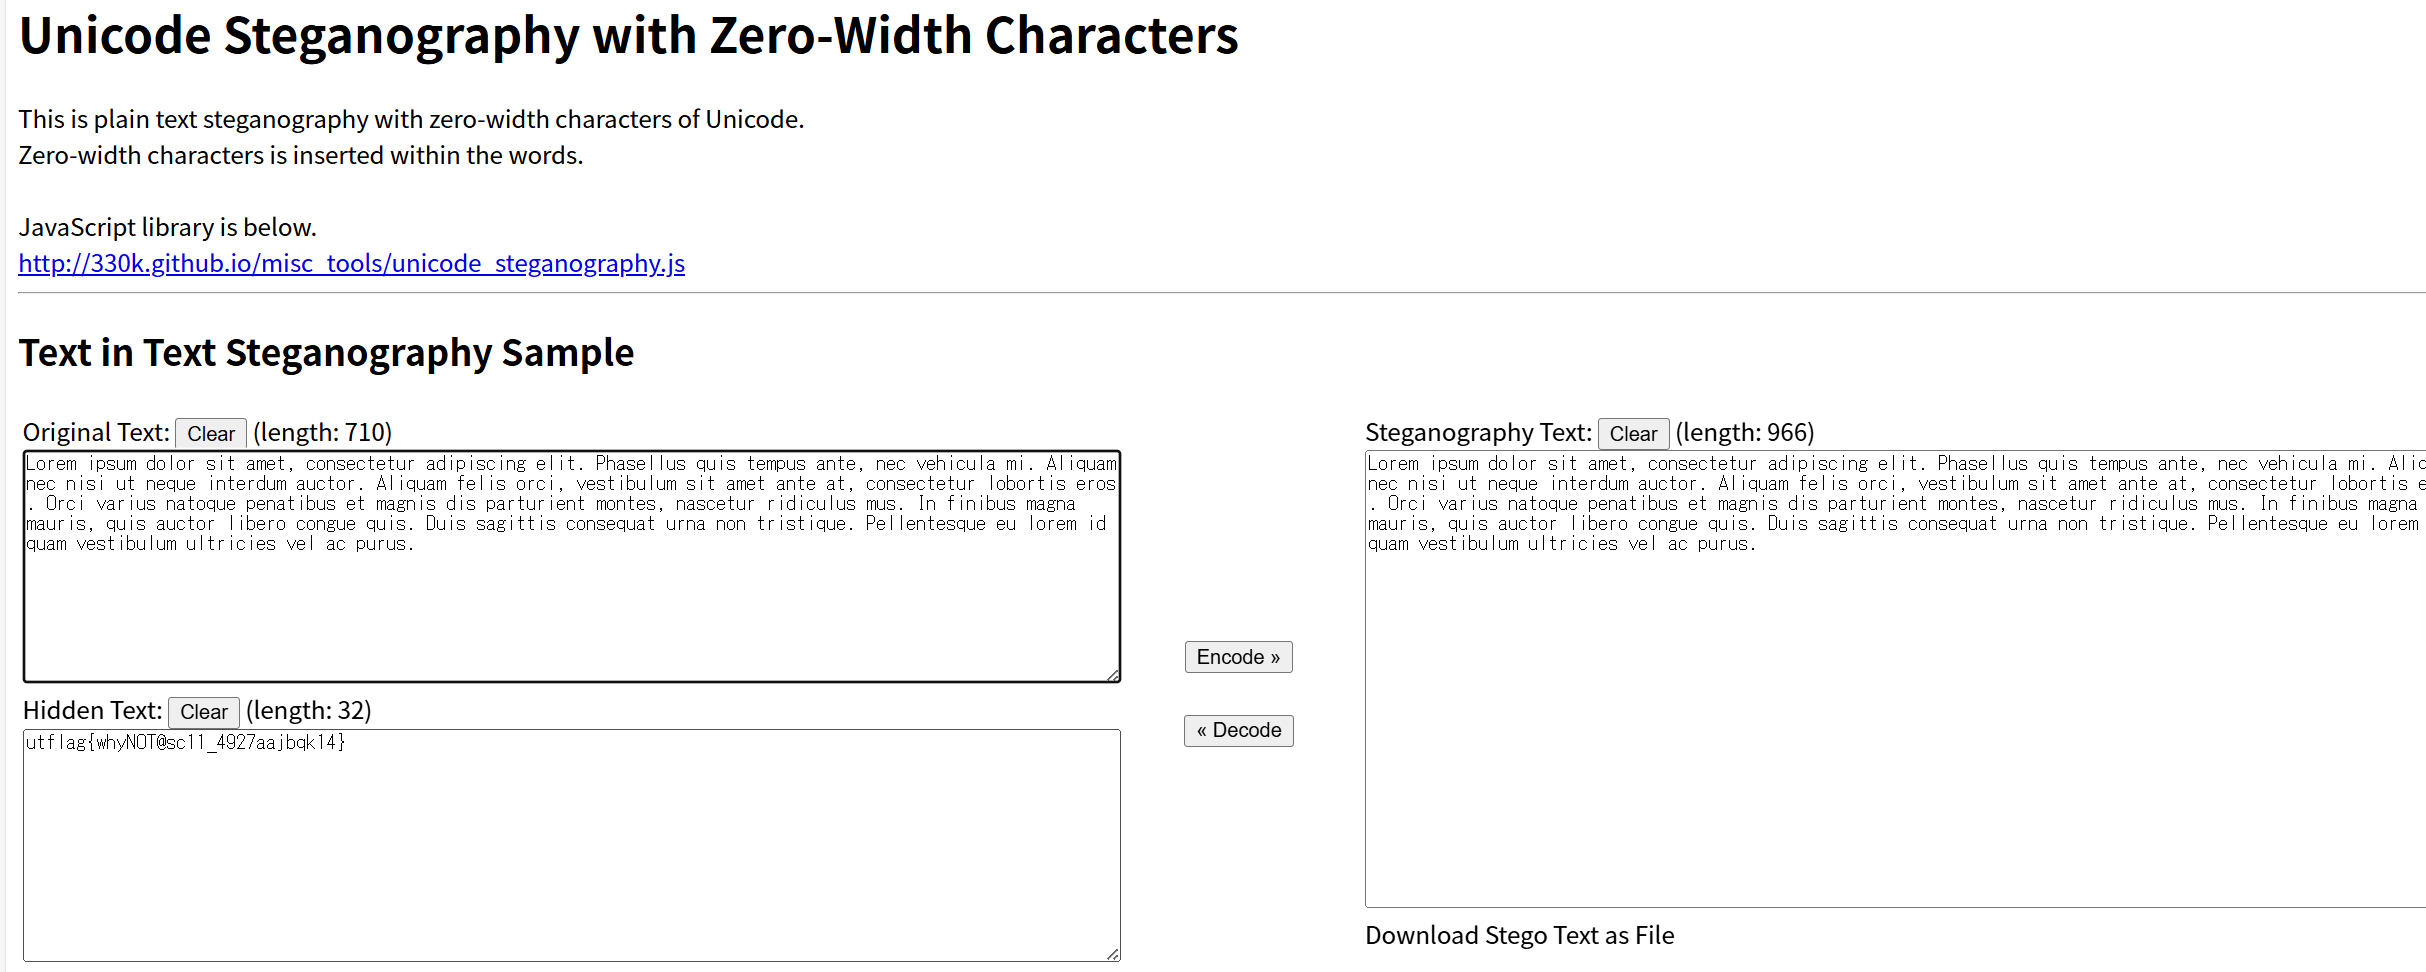 Unicode Steganography with Zero-Width Characters
This is plain text steganography with zero-width characters of Unicode.
Zero-width characters is inserted within the words.
JavaScript library is below.
http://330k.github.io/misc_tools/unicode_steganography.js
Text in Text Steganography Sample
Original Text: Clear (length: 710)
Lorem ipsum dolor sit amet, consectetur adipiscing elit. Phasellus quis tempus ante, nec vehicula mi. Aliquam
nec nisi ut neque interdum auctor. Aliquam felis orci, vestibulum sit amet ante at, consectetur lobortis eros
. Orci varius natoque penatibus et magnis dis parturient montes, nascetur ridiculus mus. In finibus magna
mauris, quis auctor libero congue quis. Duis sagittis consequat urna non tristique. Pellentesque eu lorem id
quam vestibulum ultricies vel ac purus.
Hidden Text: Clear (length: 32)
utflag{whyNOT@sc11_4927aajbqk14}
Encode »
« Decode
Steganography Text: Clear (length: 966)
Lorem ipsum dolor sit amet, consectetur adipiscing elit. Phasellus quis tempus ante, nec vehicula mi. Alic
nec nisi ut neque interdum auctor. Aliquam felis orci, vestibulum sit amet ante at, consectetur lobortis e
. Orci varius natoque penatibus et magnis dis parturient montes, nascetur ridiculus mus. In finibus magna
mauris, quis auctor libero congue quis. Duis sagittis consequat urna non tristique. Pellentesque eu lorem
quam vestibulum ultricies vel ac purus.
Download Stego Text as File